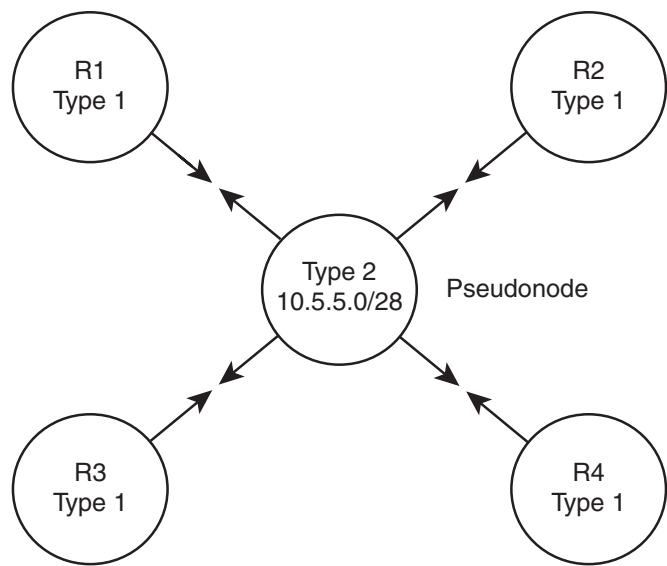 R1
Type 1
R2
Type 1
Type 2
10.5.5.0/28
Pseudonode
R3
Type 1
R4
Type 1